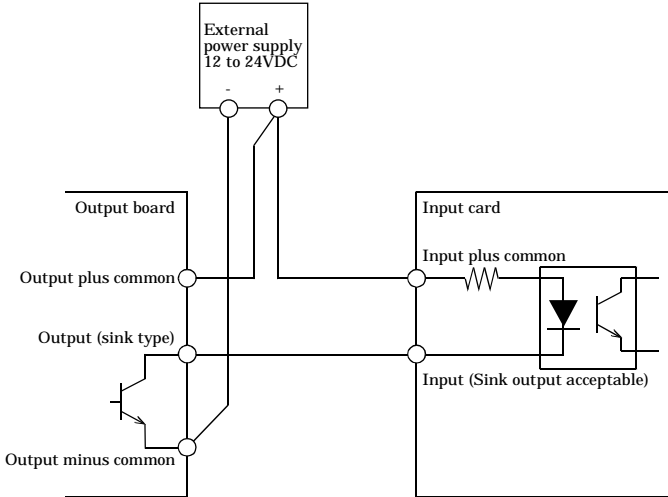 External
power supply
12 to 24VDC
- +
Output board
Input card
Input plus common
Output plus common
Output (sink type)
Input (Sink output acceptable)
Output minus common